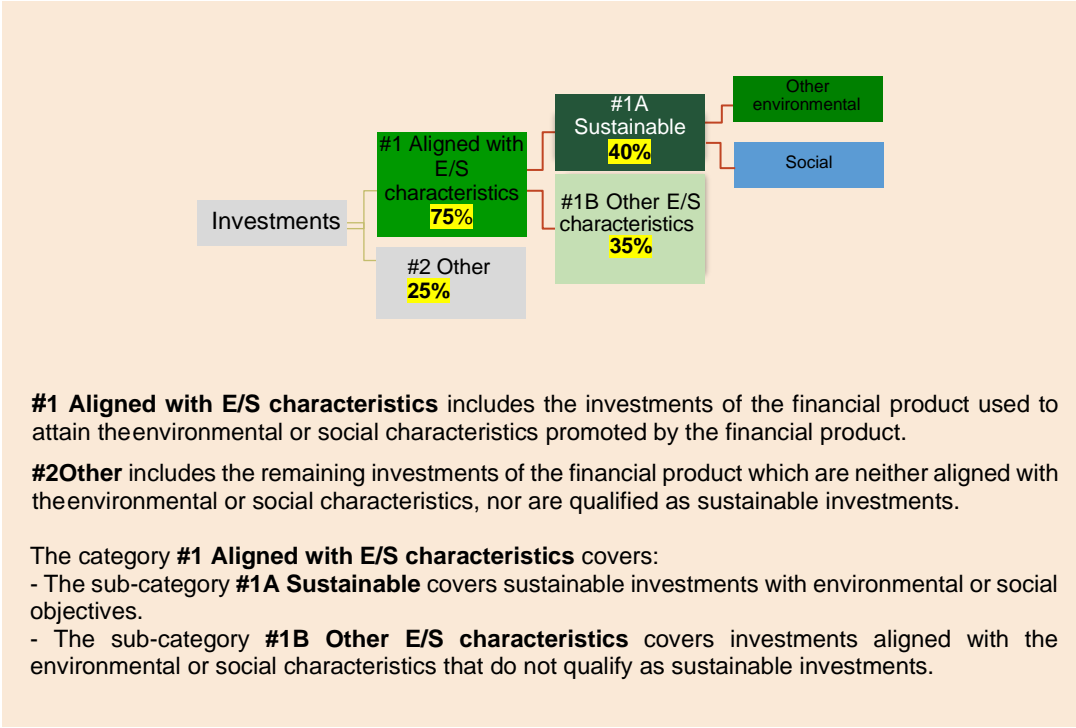 Other
environmental
#1A
Sustainable
40%
Social
#1 Aligned with
E/S
characteristics
75%
#1B Other E/S
characteristics
35%
Investments
#2 Other
25%
#1 Aligned with E/S characteristics includes the investments of the financial product used to
attain theenvironmental or social characteristics promoted by the financial product.
#2Other includes the remaining investments of the financial product which are neither aligned with
theenvironmental or social characteristics, nor are qualified as sustainable investments.
The category #1 Aligned with E/S characteristics covers:
- The sub-category #1A Sustainable covers sustainable investments with environmental or social
objectives.
- The sub-category #1B Other E/S characteristics covers investments aligned with the
environmental or social characteristics that do not qualify as sustainable investments.